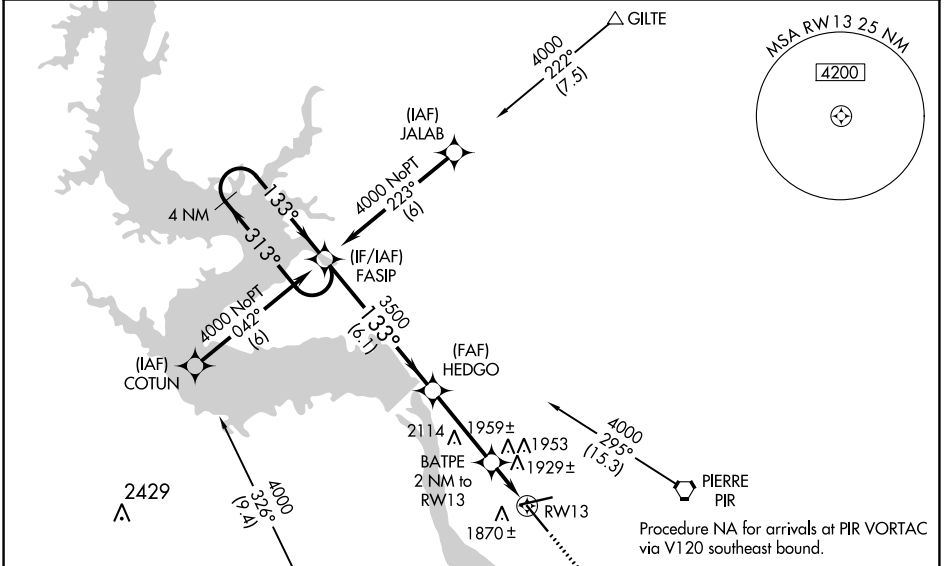 GILTE
4000
222°
(7.5)
MSA RW13 25 NM
4200
(IAF)
JALAB
4000 NoPT
223°
(6)
4 NM
133°
313°
(IF/IAF)
FASIP
4000 NoPT
042°
(6)
(IAF)
COTUN
3500
133°
(6.1)
(FAF)
HEDGO
2114
1959±
1953
1929±
BATPE
2 NM to
RW13
RW13
1870±
4000
295°
(15.3)
PIERRE
PIR
2429
4000
326°
(9.4)
Procedure NA for arrivals at PIR VORTAC
via V120 southeast bound.